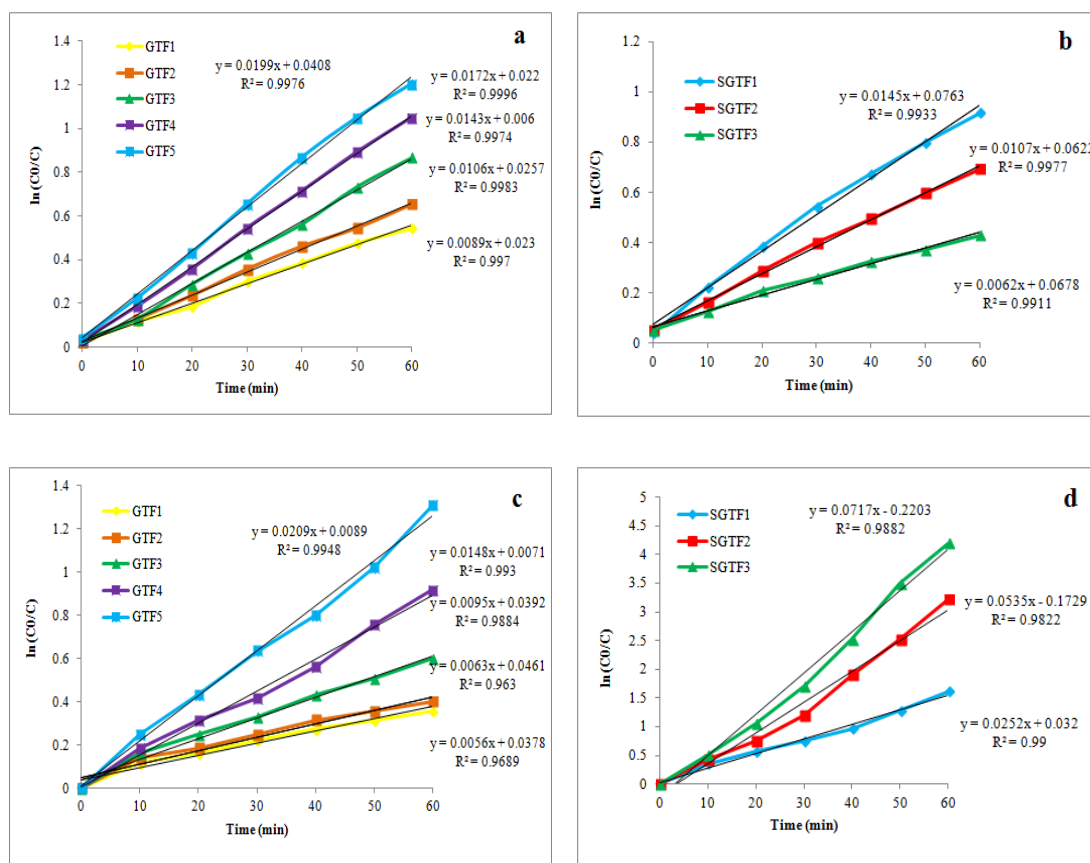 a
GTF1
GTF2
GTF3
GTF4
GTF5
y = 0.0199x + 0.0408
R² = 0.9976
y = 0.0172x + 0.022
R² = 0.9996
y = 0.0143x + 0.006
R² = 0.9974
y = 0.0106x + 0.0257
R² = 0.9983
y = 0.0089x + 0.023
R² = 0.997
ln (C0/C)
1.4
1.2
1
0.8
0.6
0.4
0.2
0
0 10 20 30 40 50 60
Time (min)
b
SGTF1
SGTF2
SGTF3
y = 0.0145x + 0.0763
R² = 0.9933
y = 0.0107x + 0.062
R² = 0.9977
y = 0.0062x + 0.0678
R² = 0.9911
ln (C0/C)
1.2
1
0.8
0.6
0.4
0.2
0
0 10 20 30 40 50 60
Time (min)
c
GTF1
GTF2
GTF3
GTF4
GTF5
y = 0.0209x + 0.0089
R² = 0.9948
y = 0.0148x + 0.0071
R² = 0.993
y = 0.0095x + 0.0392
R² = 0.9884
y = 0.0063x + 0.0461
R² = 0.963
y = 0.0056x + 0.0378
R² = 0.9689
ln (C0/C)
1.4
1.2
1
0.8
0.6
0.4
0.2
0
0 10 20 30 40 50 60
Time (min)
d
SGTF1
SGTF2
SGTF3
y = 0.0717x - 0.2203
R² = 0.9882
y = 0.0535x - 0.1729
R² = 0.9822
y = 0.0252x + 0.032
R² = 0.99
ln (C0/C)
5
4.5
4
3.5
3
2.5
2
1.5
1
0.5
0
0 10 20 30 40 50 60
Time (min)